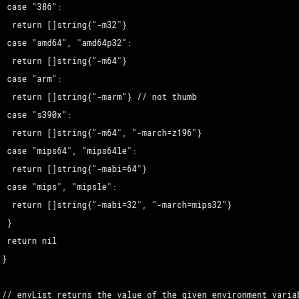 case "386":
return []string{"-m32"}
case "amd64", "amd64p32":
return []string{"-m64"}
case "arm":
return []string{"-marm"} // not thumb
case "s390x":
return []string{"-m64", "-march=z196"}
case "mips64", "mips64le":
return []string{"-mabi=64"}
case "mips", "mipsle":
return []string{"-mabi=32", "-march=mips32"}
}
return nil
}
// envList returns the value of the given environment variab